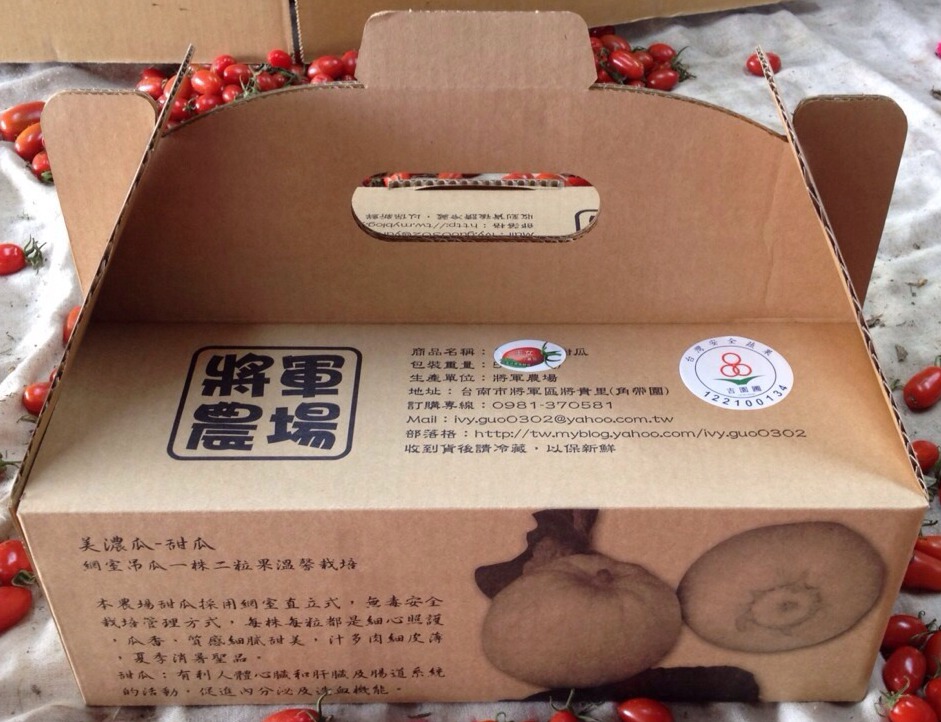 將軍
農場
商品名稱：甜瓜
包裝重量：
生產單位：將軍農場
地址：台南市將軍區將貴里(角帶圍)
訂購專線：0981-370581
Mail：ivy.guo0302@yahoo.com.tw
部落格：http://tw.myblog.yahoo.com/ivy.guo0302
收到貨後請冷藏，以保新鮮
台灣安全蔬果
吉園圃
122100134
美濃瓜-甜瓜
網室吊瓜一株二粒果溫馨栽培
本農場甜瓜採用網室直立式，無毒安全
栽培管理方式，每株每粒都是細心照護
，瓜香、質感細膩甜美，汁多肉細皮薄
，夏季消暑聖品。
甜瓜：有利人體心臟和肝臟及腸道系統
的活動，促進內分泌及造血機能。